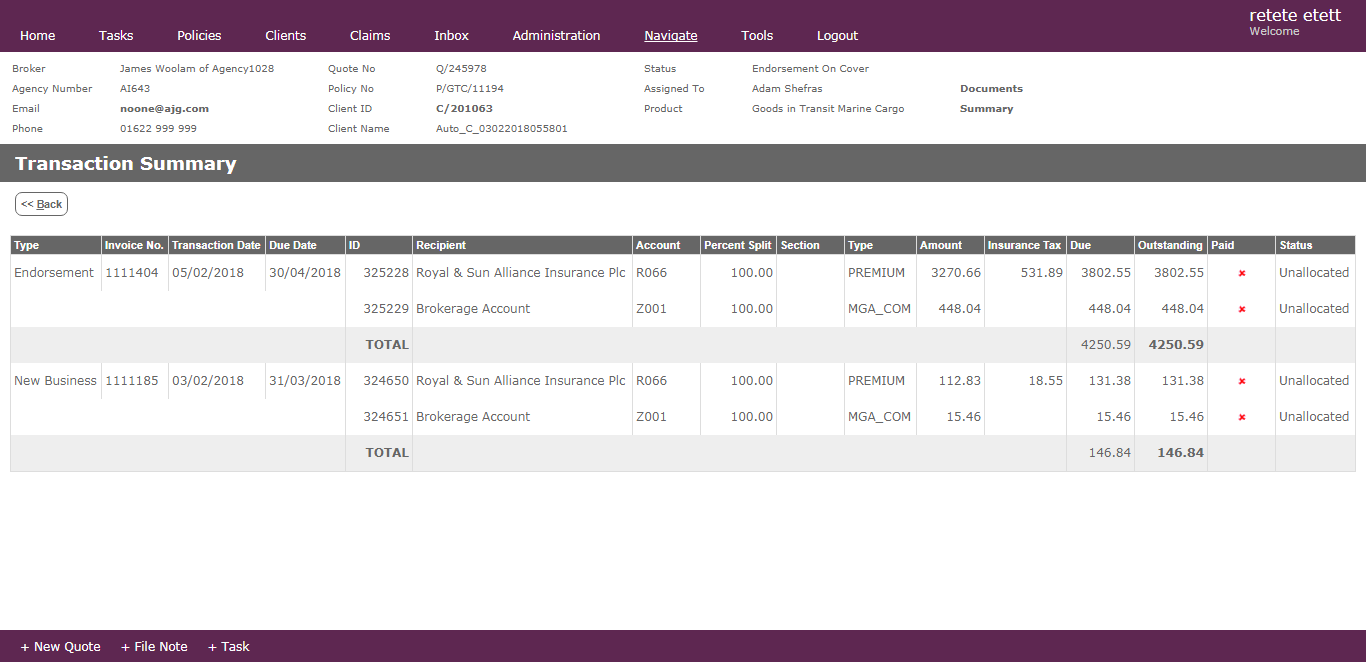 retete etett
Welcome
Home Tasks Policies Clients Claims Inbox Administration Navigate Tools Logout
Broker James Woolam of Agency1028 Quote No Q/245978 Status Endorsement On Cover
Agency Number AI643 Policy No P/GTC/11194 Assigned To Adam Shefras Documents
Email noone@ajg.com Client ID C/201063 Product Goods in Transit Marine Cargo Summary
Phone 01622 999 999 Client Name Auto_C_03022018055801
Transaction Summary
<< Back
Type Invoice No. Transaction Date Due Date ID Recipient Account Percent Split Section Type Amount Insurance Tax Due Outstanding Paid Status
Endorsement 1111404 05/02/2018 30/04/2018 325228 Royal & Sun Alliance Insurance Plc R066 100.00 PREMIUM 3270.66 531.89 3802.55 3802.55 Unallocated
325229 Brokerage Account Z001 100.00 MGA_COM 448.04 448.04 448.04 Unallocated
TOTAL 4250.59 4250.59
New Business 1111185 03/02/2018 31/03/2018 324650 Royal & Sun Alliance Insurance Plc R066 100.00 PREMIUM 112.83 18.55 131.38 131.38 Unallocated
324651 Brokerage Account Z001 100.00 MGA_COM 15.46 15.46 15.46 Unallocated
TOTAL 146.84 146.84
+ New Quote + File Note + Task